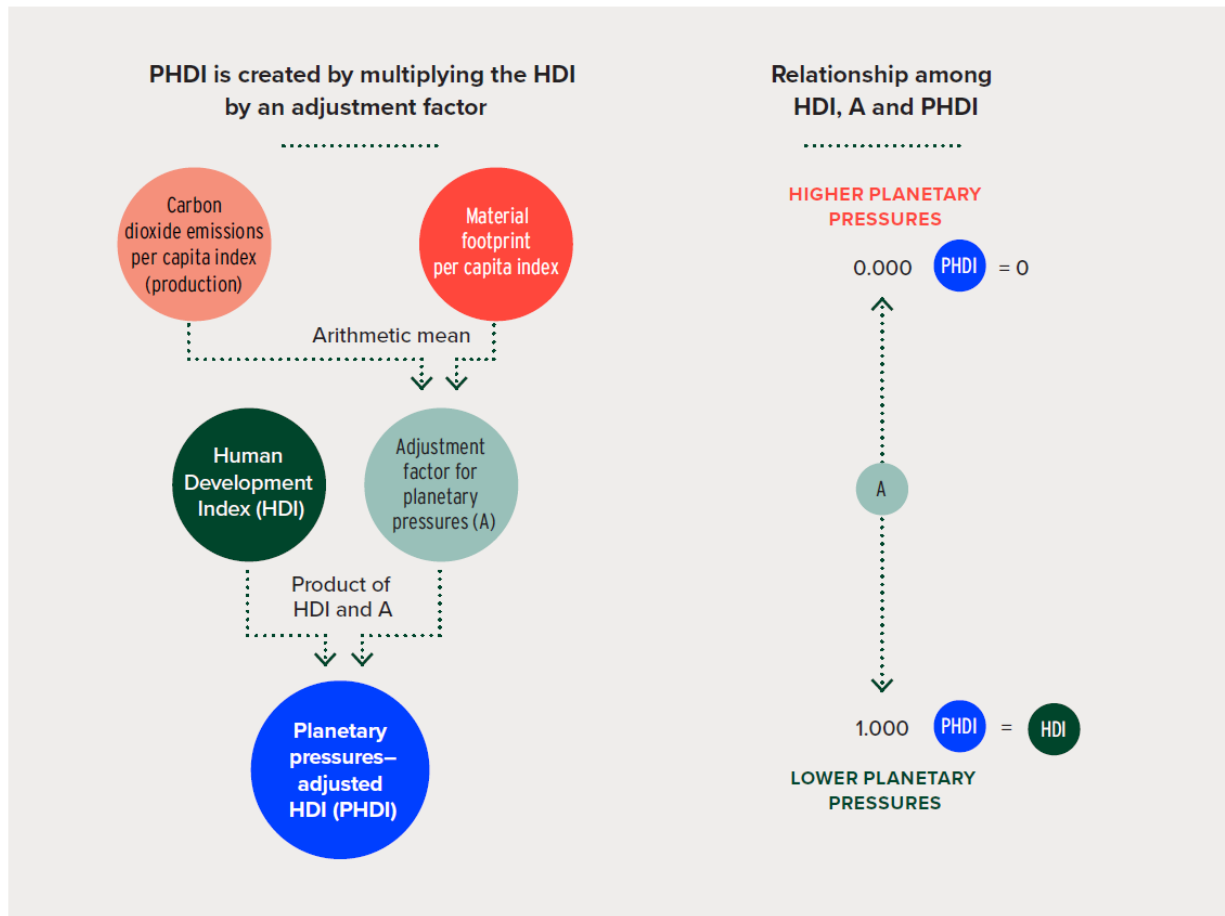 PHDI is created by multiplying the HDI
by an adjustment factor
Carbon
dioxide emissions
per capita index
(production)
Material
footprint
per capita index
Arithmetic mean
Human
Development
Index (HDI)
Adjustment
factor for
planetary
pressures (A)
Product of
HDI and A
Planetary
pressures–
adjusted
HDI (PHDI)
Relationship among
HDI, A and PHDI
HIGHER PLANETARY
PRESSURES
0.000 PHDI = 0
A
1.000 PHDI = HDI
LOWER PLANETARY
PRESSURES